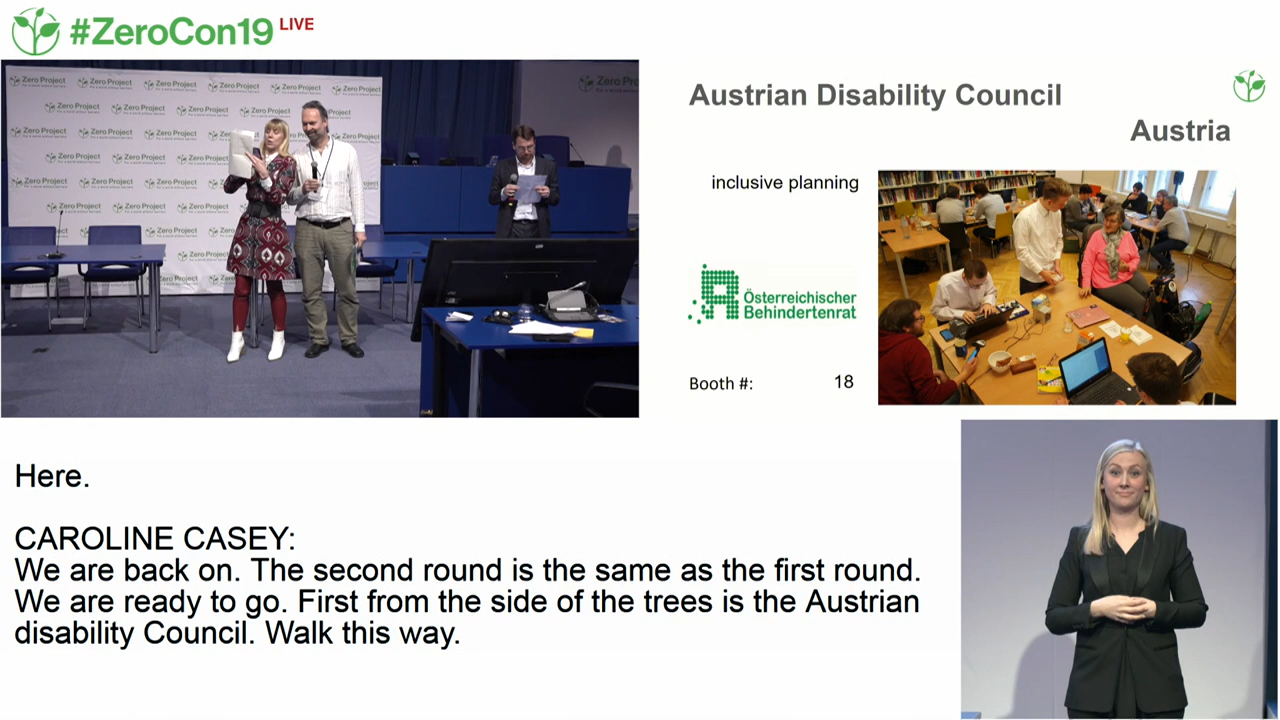 #ZeroCon19 LIVE
#Zero Project
Austrian Disability Council
Austria
inclusive planning
Österreichischer
Behindertenrat
Booth #: 18
Here.
CAROLINE CASEY:
We are back on. The second round is the same as the first round.
We are ready to go. First from the side of the trees is the Austrian
disability Council. Walk this way.